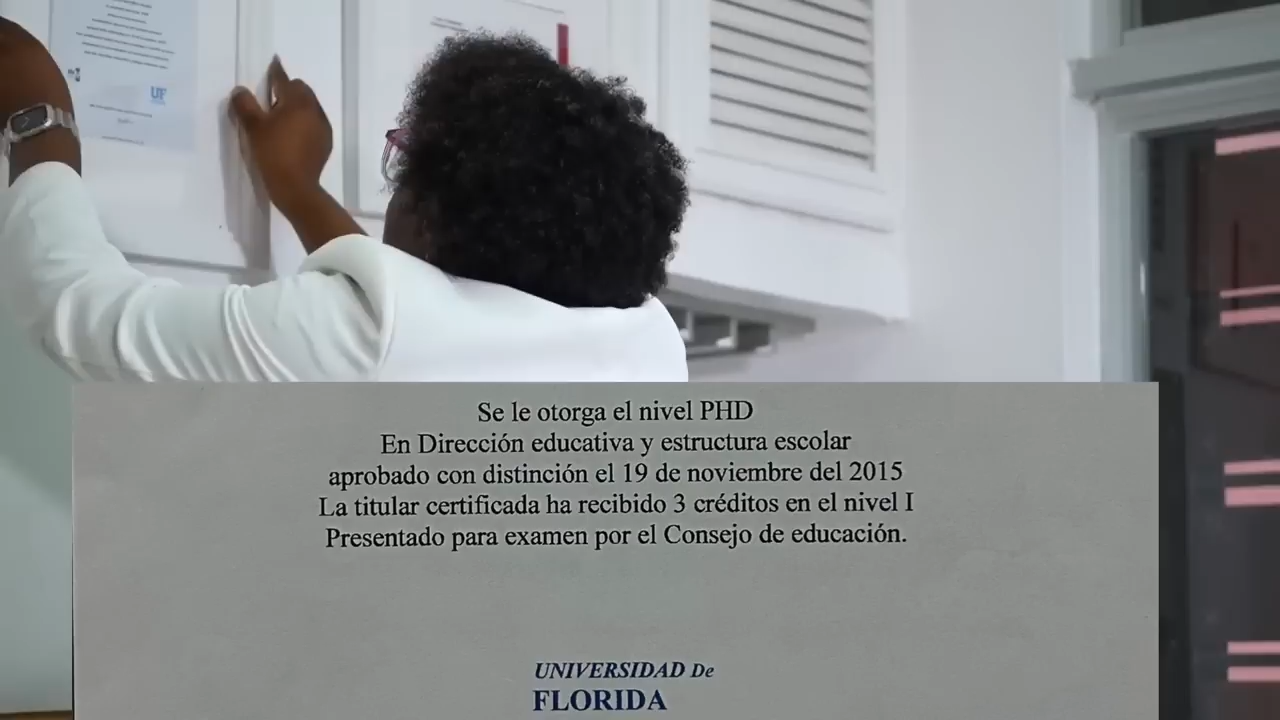 UF
Se le otorga el nivel PHD
En Dirección educativa y estructura escolar
aprobado con distinción el 19 de noviembre del 2015
La titular certificada ha recibido 3 créditos en el nivel I
Presentado para examen por el Consejo de educación.
UNIVERSIDAD De
FLORIDA